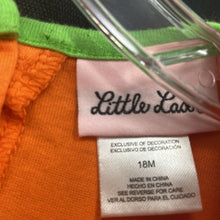 Little
EXCLUSIVE OF DECORATION
EXCLUSIVO DE DECORACIÓN
18M
MADE IN CHINA
HECHO EN CHINA
SEE REVERSE FOR CARE
VER AL DORSO PARA EL CUIDADO